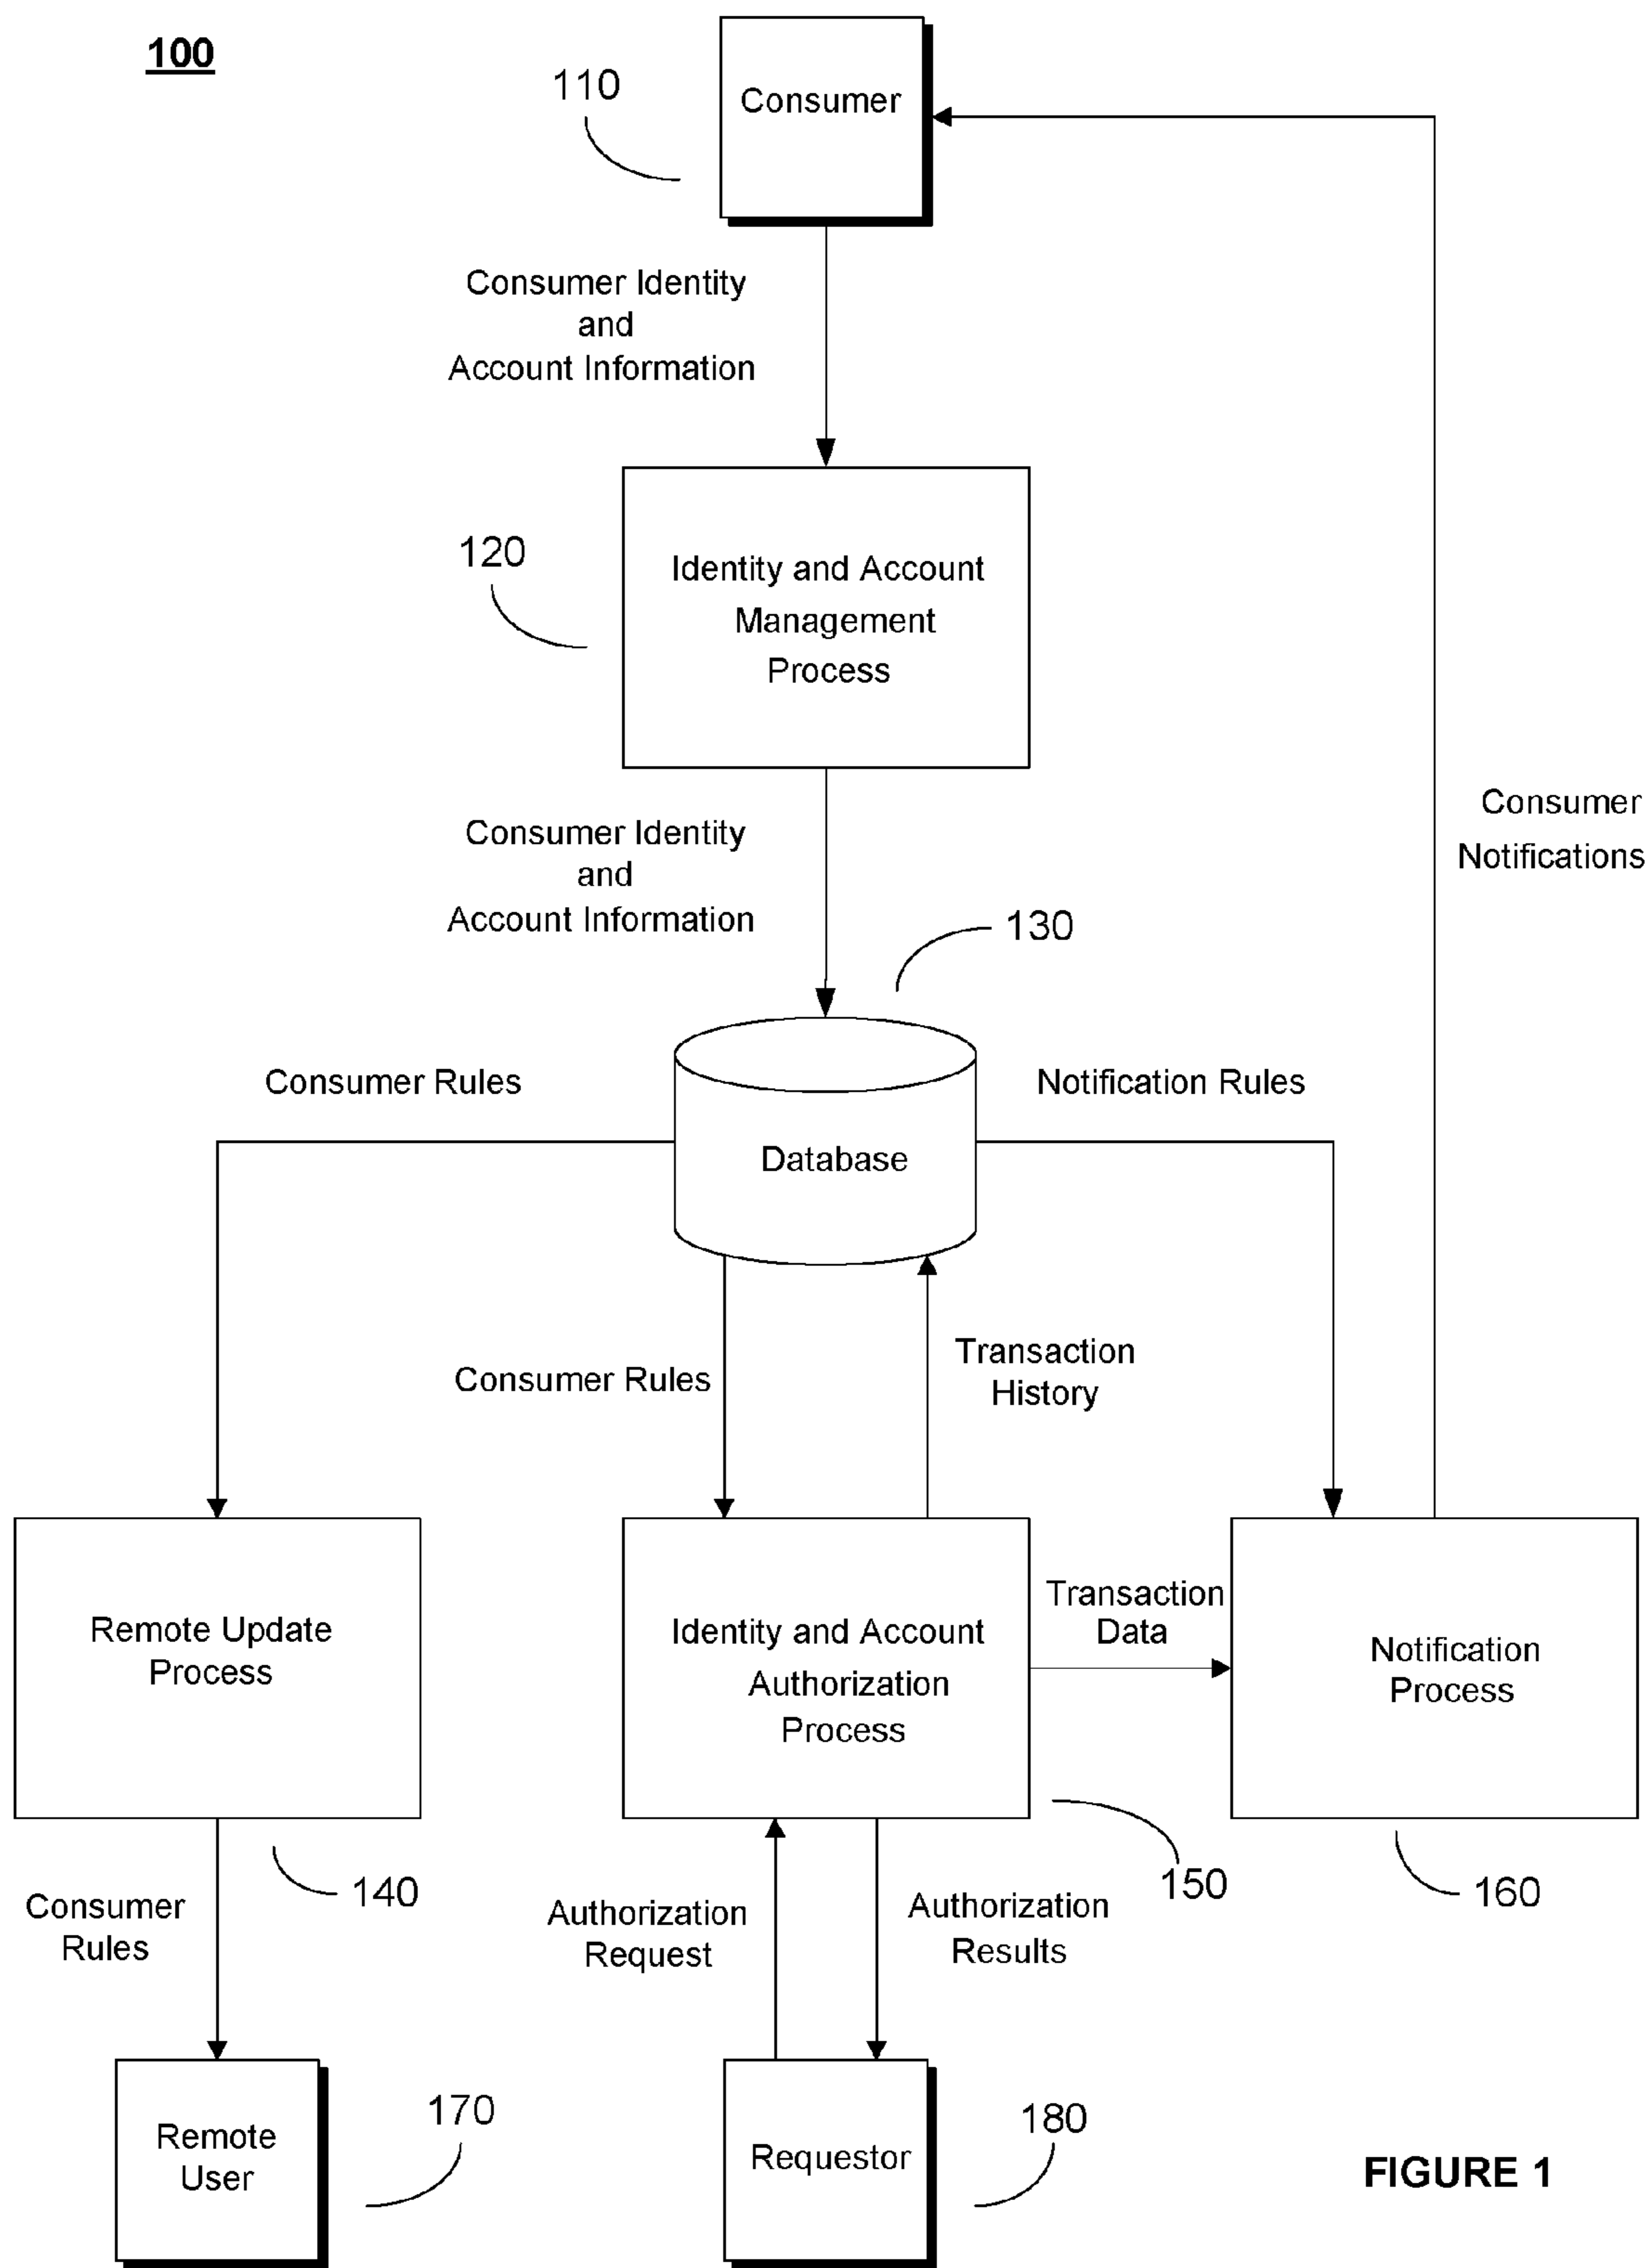 100
110
Consumer
Consumer Identity
and
Account Information
120
Identity and Account
Management
Process
Consumer
Notifications
Consumer Identity
and
Account Information
130
Consumer Rules
Notification Rules
Database
Transaction
History
Consumer Rules
Remote Update
Process
Identity and Account
Authorization
Process
Transaction
Data
Notification
Process
140
150
160
Consumer
Rules
Authorization
Request
Authorization
Results
170
180
Remote
User
Requestor
FIGURE 1